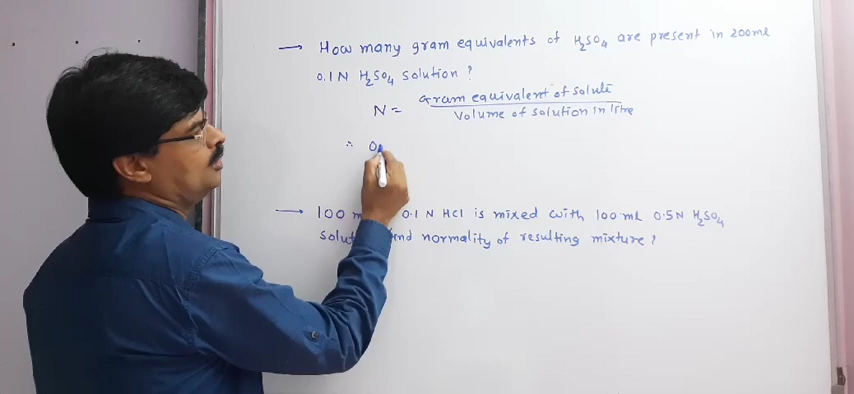 → How many gram equivalents of H₂SO₄ are present in 200ml
0.1 N H₂SO₄ solution ?
N = gram equivalent of solute
Volume of solution in litre
∴ 0.
→ 100 0.1 N HCl is mixed with 100 ml 0.5N H₂SO₄
normality of resulting mixture ?